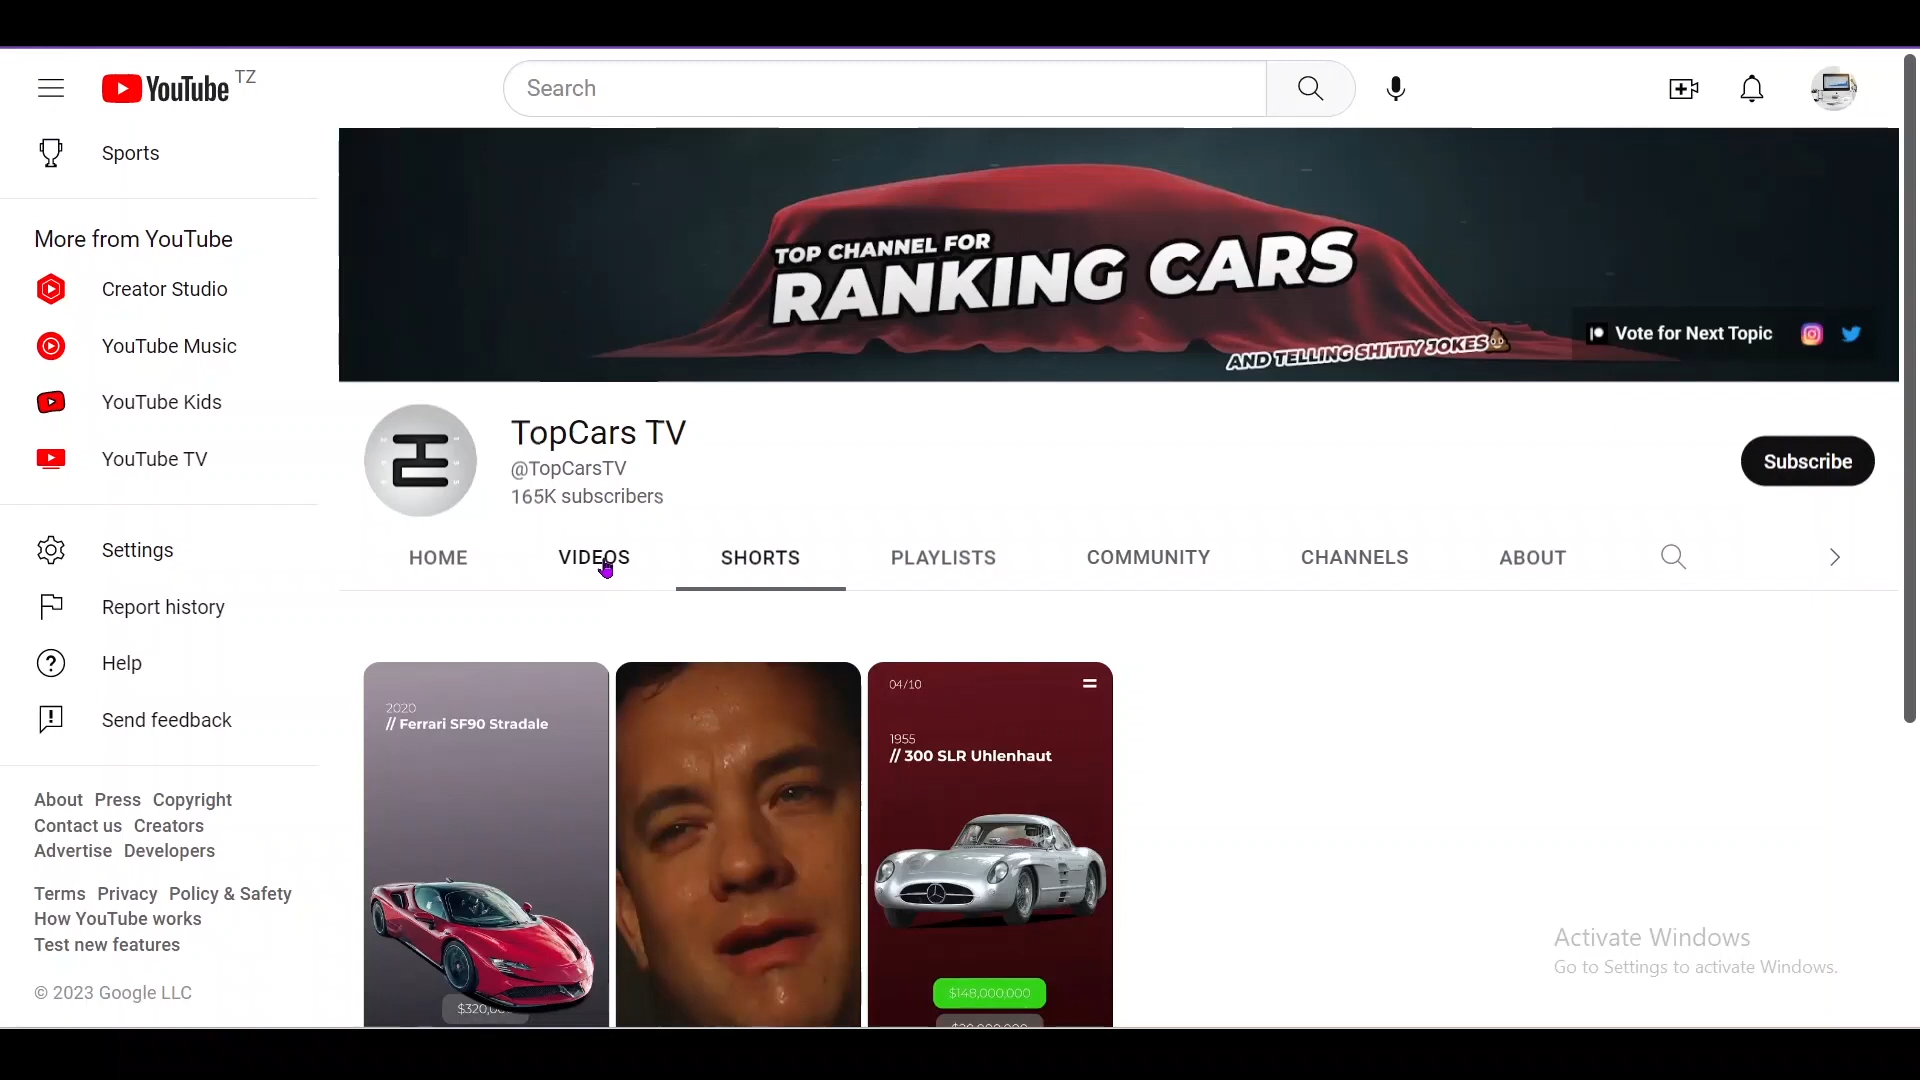 YouTube TZ
Search
Sports
More from YouTube
Creator Studio
YouTube Music
YouTube Kids
YouTube TV
Settings
Report history
Help
Send feedback
About Press Copyright
Contact us Creators
Advertise Developers
Terms Privacy Policy & Safety
How YouTube works
Test new features
© 2023 Google LLC
TOP CHANNEL FOR
RANKING CARS
AND TELLING SHITTY JOKES
Vote for Next Topic
TopCars TV
@TopCarsTV
165K subscribers
Subscribe
HOME VIDEOS SHORTS PLAYLISTS COMMUNITY CHANNELS ABOUT
2020
// Ferrari SF90 Stradale
04/10
1955
// 300 SLR Uhlenhaut
$148,000,000
Activate Windows
Go to Settings to activate Windows.